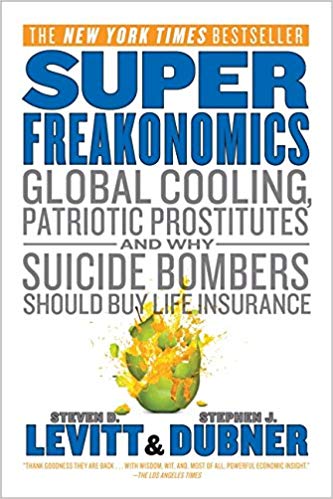 THE NEW YORK TIMES BESTSELLER
SUPER
FREAKONOMICS
GLOBAL COOLING,
PATRIOTIC PROSTITUTES
AND WHY
SUICIDE BOMBERS
SHOULD BUY LIFE INSURANCE
STEVEN D. STEPHEN J.
LEVITT & DUBNER
"THANK GOODNESS THEY ARE BACK . . . WITH WISDOM, WIT, AND, MOST OF ALL, POWERFUL ECONOMIC INSIGHT."
—THE LOS ANGELES TIMES